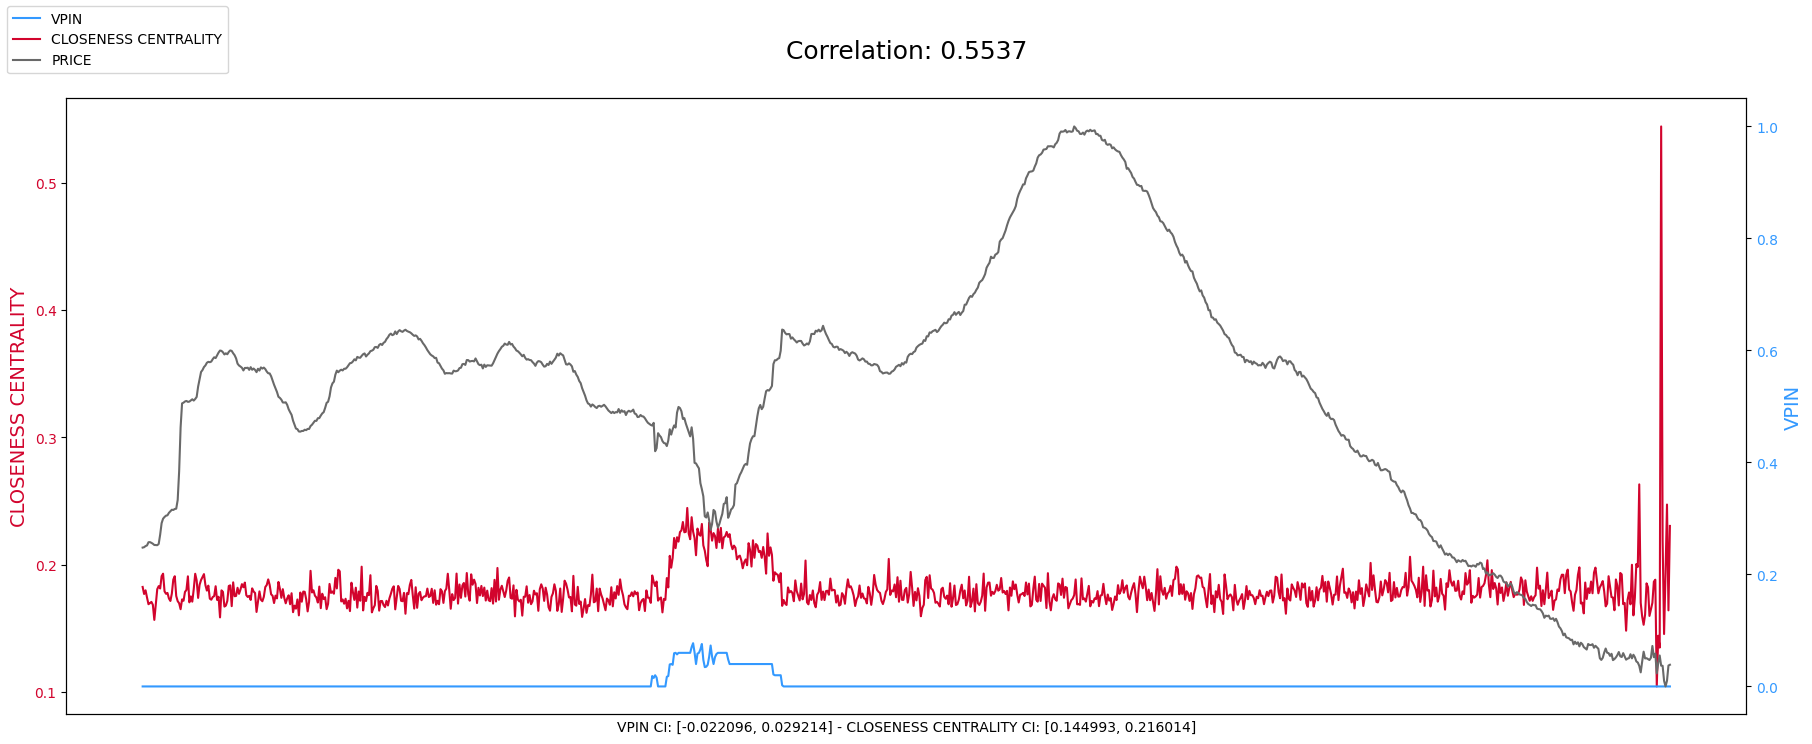 VPIN
CLOSENESS CENTRALITY
PRICE
Correlation: 0.5537
CLOSENESS CENTRALITY
0.5
0.4
0.3
0.2
0.1
1.0
0.8
0.6
0.4
0.2
0.0
VPIN
VPIN CI: [-0.022096, 0.029214] - CLOSENESS CENTRALITY CI: [0.144993, 0.216014]